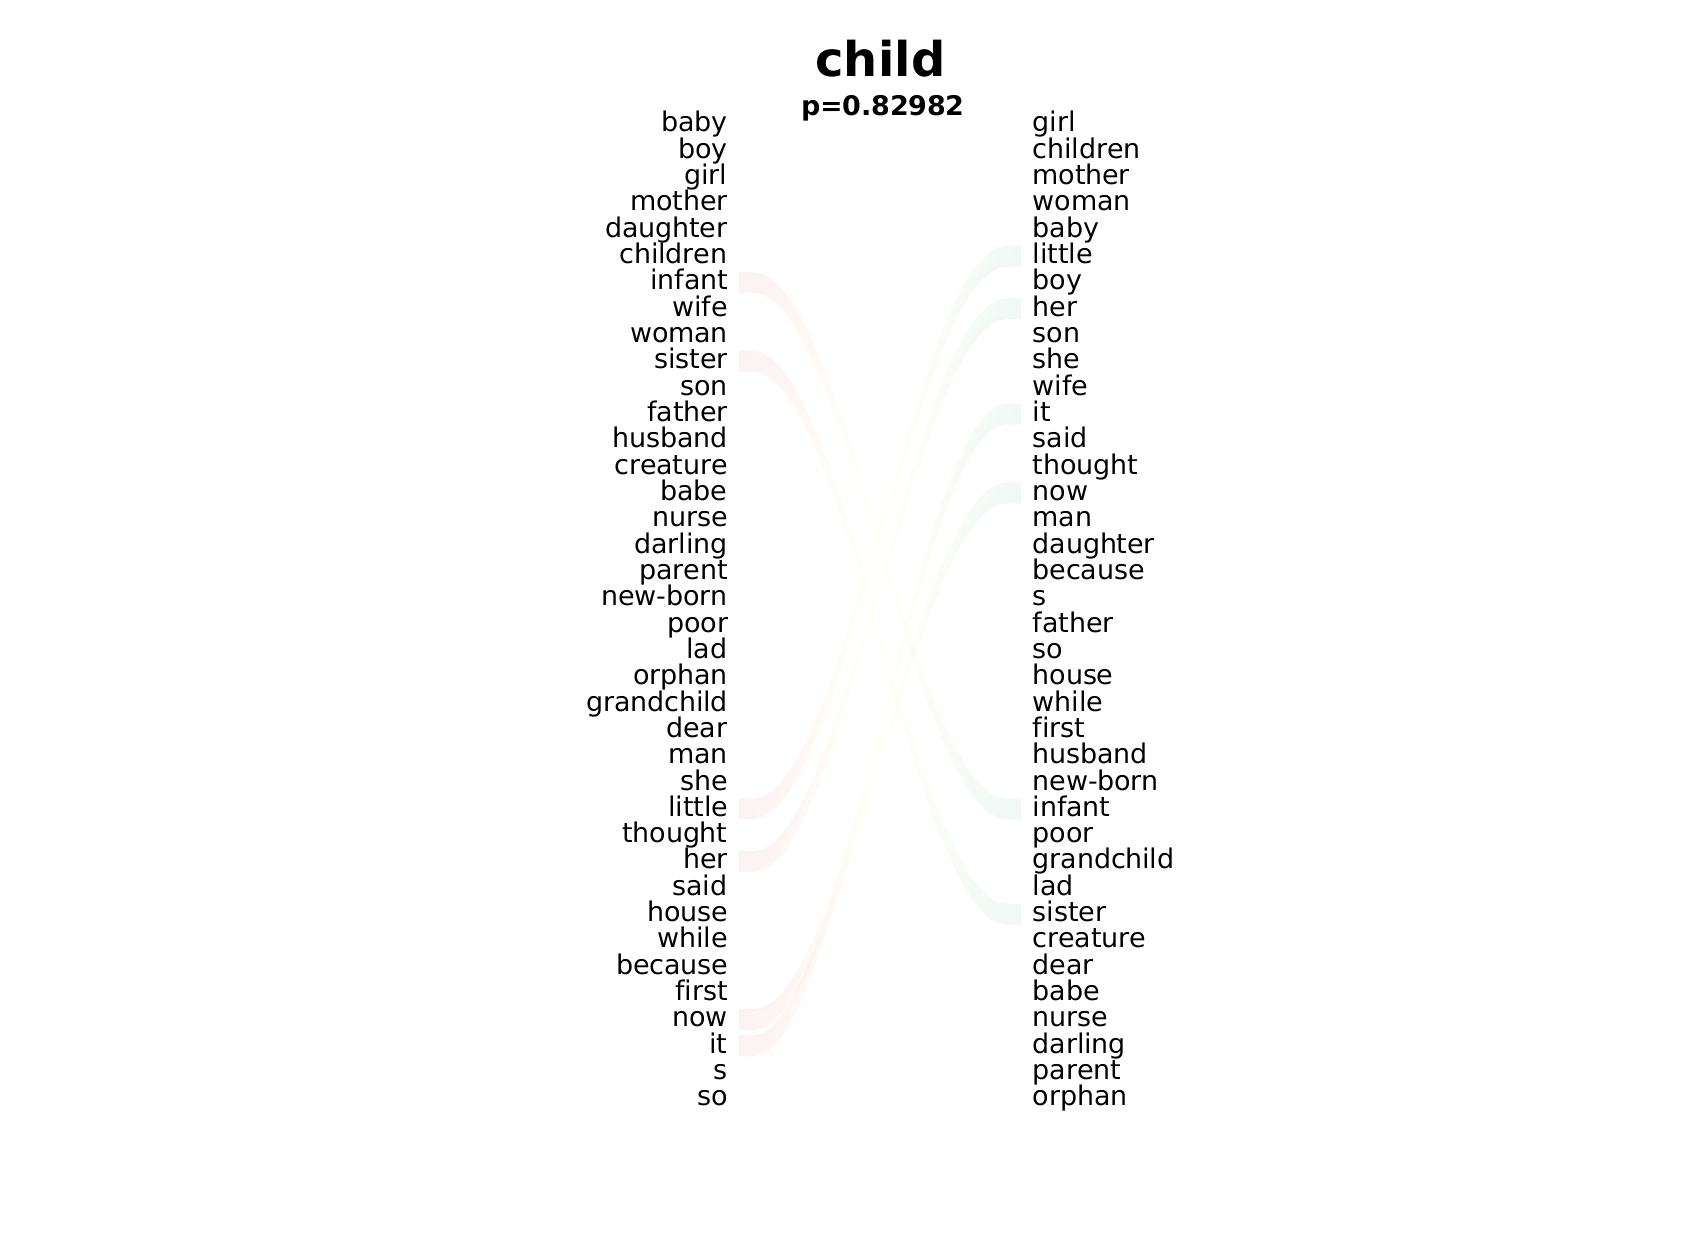 child
p=0.82982
baby girl
boy children
girl mother
mother woman
daughter baby
children little
infant boy
wife her
woman son
sister she
son wife
father it
husband said
creature thought
babe now
nurse man
darling daughter
parent because
new-born s
poor father
lad so
orphan house
grandchild while
dear first
man husband
she new-born
little infant
thought poor
her grandchild
said lad
house sister
while creature
because dear
first babe
now nurse
it darling
s parent
so orphan